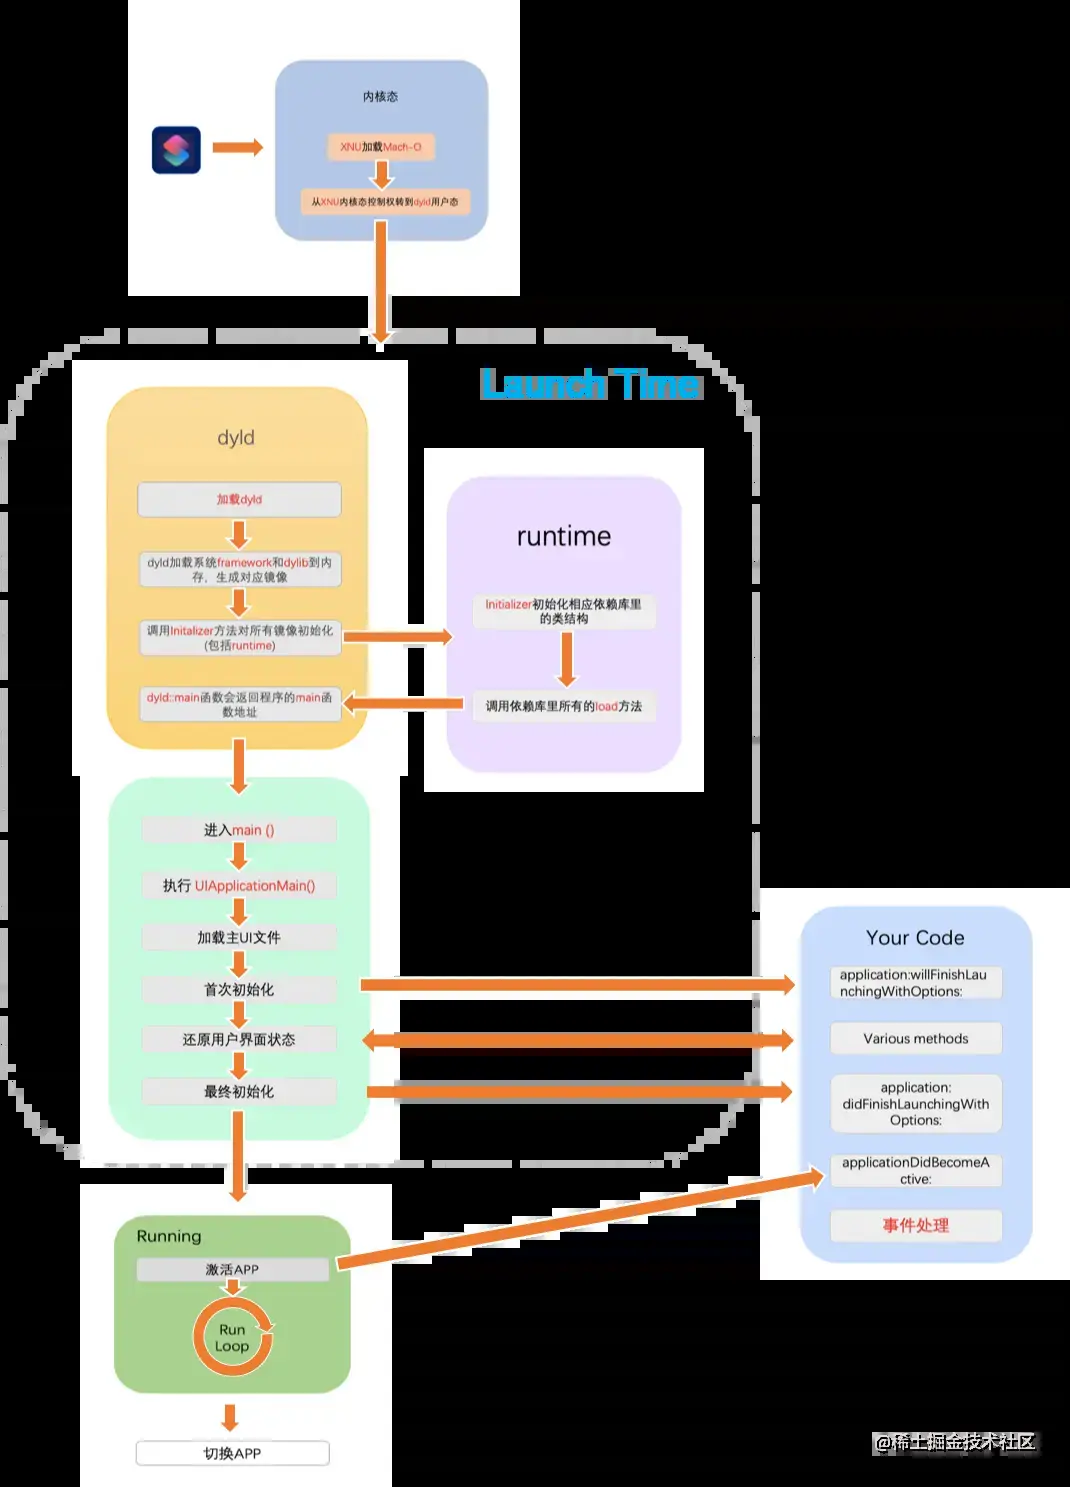 内核态
XNU加载Mach-O
从XNU内核态控制权转到dyld用户态
Launch Time
dyld
加载dyld
dyld加载系统framework和dylib到内
存，生成对应镜像
调用Initalizer方法对所有镜像初始化
(包括runtime)
dyld::main函数会返回程序的main函
数地址
runtime
Initializer初始化相应依赖库里
的类结构
调用依赖库里所有的load方法
进入main ()
执行 UIApplicationMain()
加载主UI文件
首次初始化
还原用户界面状态
最终初始化
Your Code
application:willFinishLau
nchingWithOptions:
Various methods
application:
didFinishLaunchingWith
Options:
applicationDidBecomeA
ctive:
事件处理
Running
激活APP
Run
Loop
切换APP
@稀土掘金技术社区